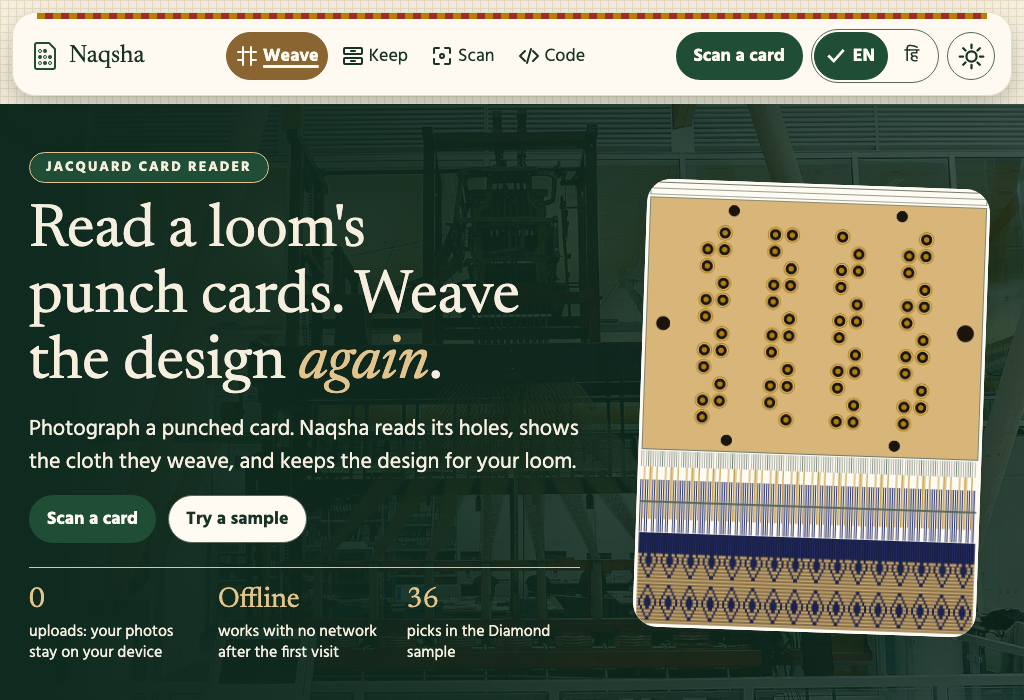 Naqsha
Weave
Keep
Scan
Code
Scan a card
EN
हिं
JACQUARD CARD READER
Read a loom's
punch cards. Weave
the design again.
Photograph a punched card. Naqsha reads its holes, shows
the cloth they weave, and keeps the design for your loom.
Scan a card
Try a sample
0
uploads: your photos
stay on your device
Offline
works with no network
after the first visit
36
picks in the Diamond
sample